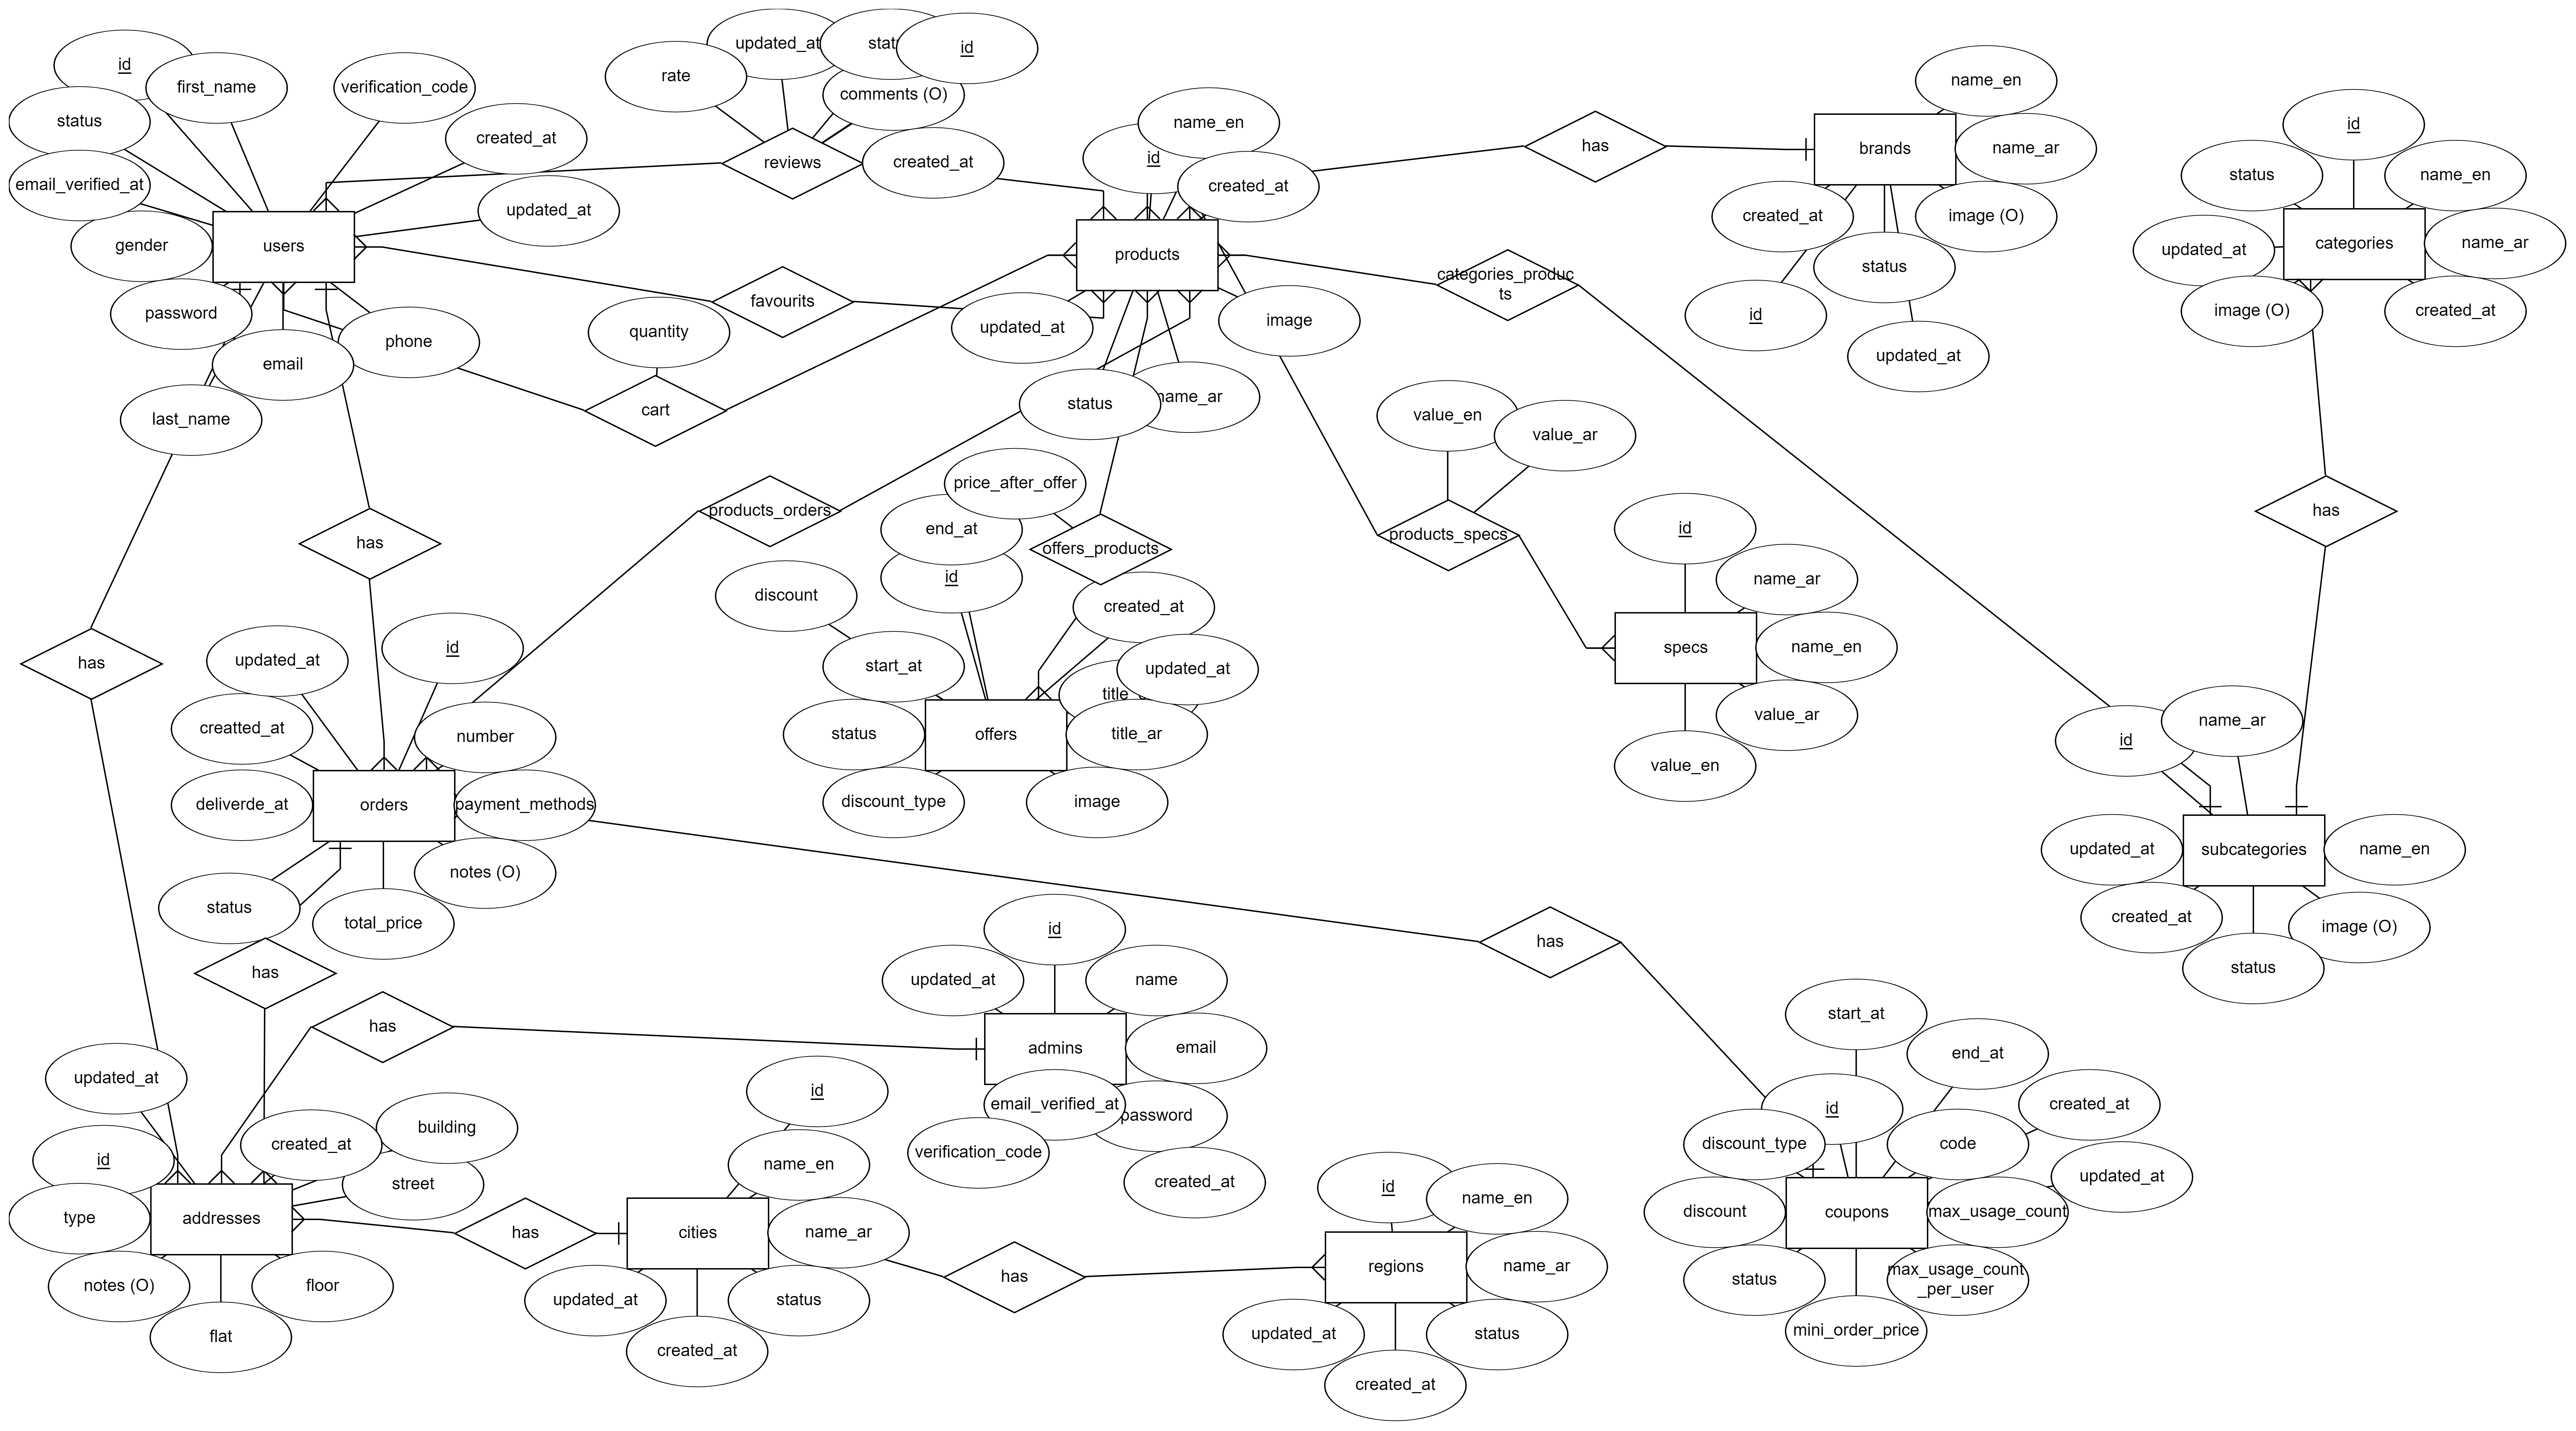 id
first_name
verification_code
status
created_at
email_verified_at
updated_at
gender
users
password
phone
email
last_name
rate
updated_at
id
comments (O)
reviews
created_at
favourits
quantity
cart
name_en
id
created_at
products
updated_at
image
status
name_ar
has
brands
name_en
name_ar
created_at
image (O)
status
id
updated_at
categories_produc
ts
id
status
name_en
updated_at
categories
name_ar
image (O)
created_at
has
value_en
value_ar
products_specs
id
name_ar
specs
name_en
value_ar
value_en
products_orders
price_after_offer
end_at
offers_products
id
discount
created_at
start_at
updated_at
title
status
offers
title_ar
discount_type
image
has
has
updated_at
id
creatted_at
number
deliverde_at
orders
payment_methods
status
notes (O)
total_price
has
has
id
name_ar
updated_at
subcategories
name_en
created_at
image (O)
status
has
id
updated_at
name
admins
email
email_verified_at
password
verification_code
created_at
has
updated_at
building
created_at
id
street
type
addresses
notes (O)
floor
flat
has
id
name_en
cities
name_ar
updated_at
status
created_at
has
id
name_en
regions
name_ar
updated_at
status
created_at
start_at
end_at
id
created_at
discount_type
code
updated_at
discount
coupons
max_usage_count
status
max_usage_count
_per_user
mini_order_price